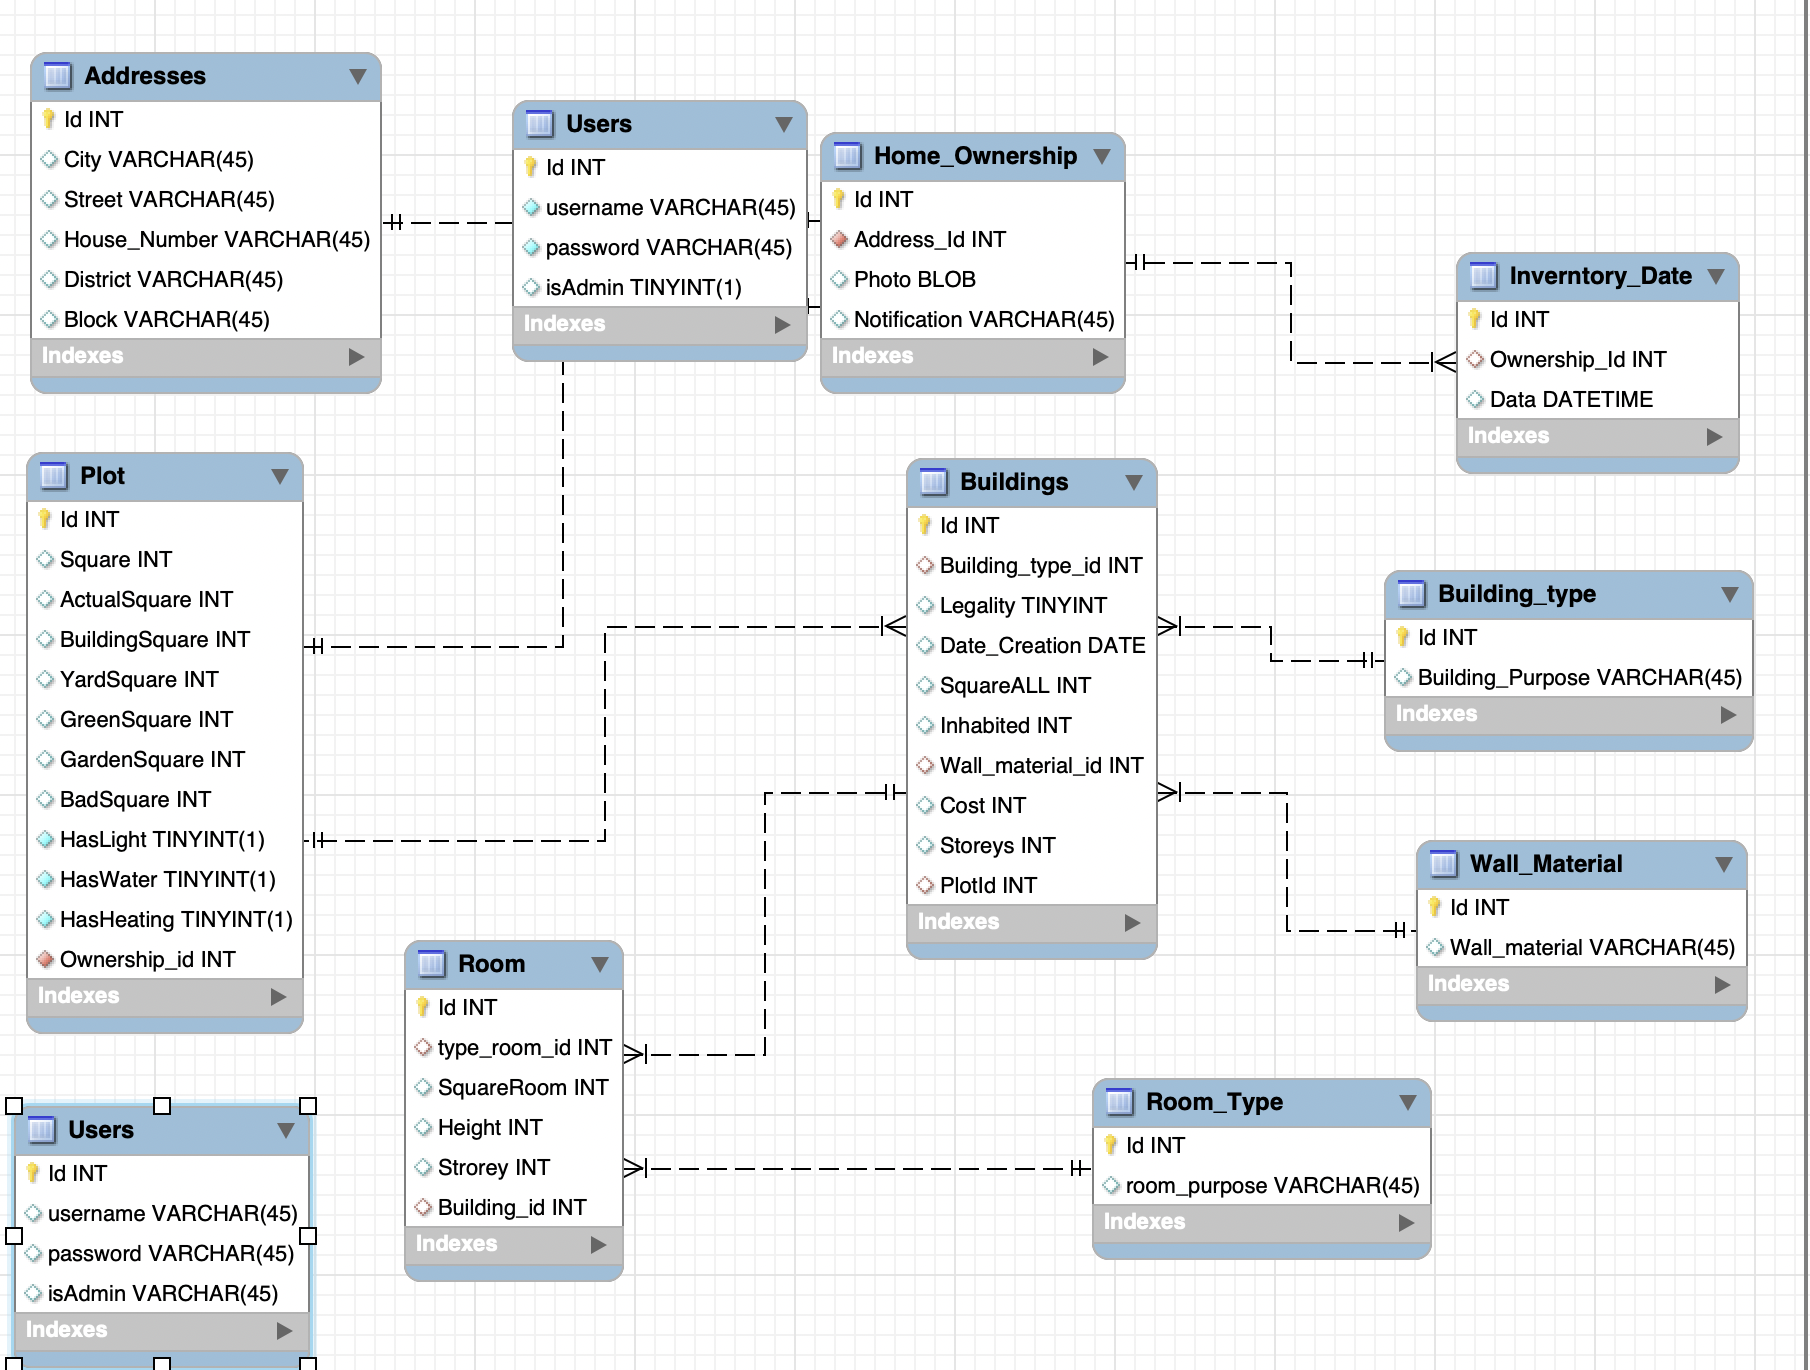 Addresses
Id INT
City VARCHAR(45)
Street VARCHAR(45)
House_Number VARCHAR(45)
District VARCHAR(45)
Block VARCHAR(45)
Indexes
Users
Id INT
username VARCHAR(45)
password VARCHAR(45)
isAdmin TINYINT(1)
Indexes
Home_Ownership
Id INT
Address_Id INT
Photo BLOB
Notification VARCHAR(45)
Indexes
Inverntory_Date
Id INT
Ownership_Id INT
Data DATETIME
Indexes
Plot
Id INT
Square INT
ActualSquare INT
BuildingSquare INT
YardSquare INT
GreenSquare INT
GardenSquare INT
BadSquare INT
HasLight TINYINT(1)
HasWater TINYINT(1)
HasHeating TINYINT(1)
Ownership_id INT
Indexes
Buildings
Id INT
Building_type_id INT
Legality TINYINT
Date_Creation DATE
SquareALL INT
Inhabited INT
Wall_material_id INT
Cost INT
Storeys INT
PlotId INT
Indexes
Building_type
Id INT
Building_Purpose VARCHAR(45)
Indexes
Wall_Material
Id INT
Wall_material VARCHAR(45)
Indexes
Room
Id INT
type_room_id INT
SquareRoom INT
Height INT
Strorey INT
Building_id INT
Indexes
Room_Type
Id INT
room_purpose VARCHAR(45)
Indexes
Users
Id INT
username VARCHAR(45)
password VARCHAR(45)
isAdmin VARCHAR(45)
Indexes